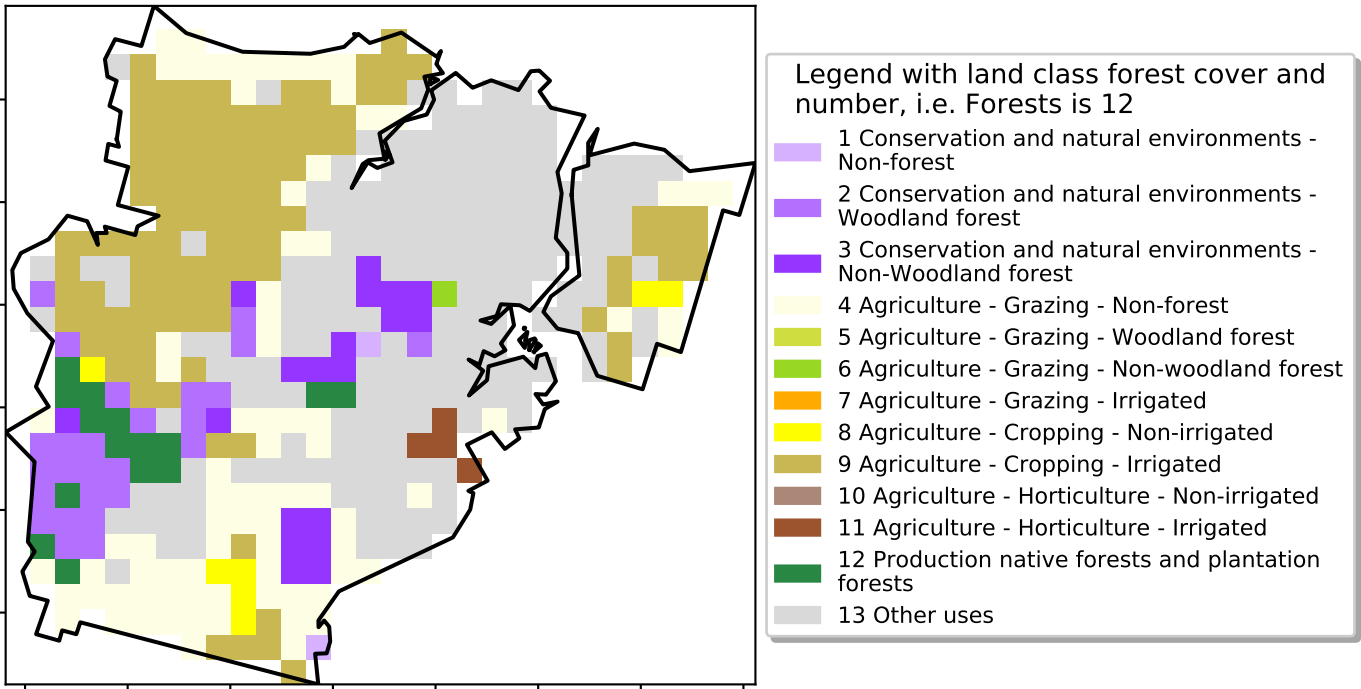 Legend with land class forest cover and
number, i.e. Forests is 12
1 Conservation and natural environments -
Non-forest
2 Conservation and natural environments -
Woodland forest
3 Conservation and natural environments -
Non-Woodland forest
4 Agriculture - Grazing - Non-forest
5 Agriculture - Grazing - Woodland forest
6 Agriculture - Grazing - Non-woodland forest
7 Agriculture - Grazing - Irrigated
8 Agriculture - Cropping - Non-irrigated
9 Agriculture - Cropping - Irrigated
10 Agriculture - Horticulture - Non-irrigated
11 Agriculture - Horticulture - Irrigated
12 Production native forests and plantation
forests
13 Other uses